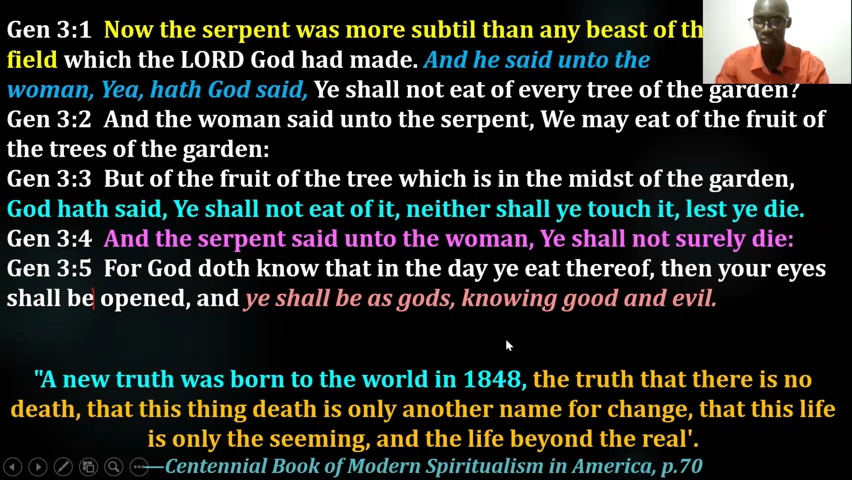 Gen 3:1 Now the serpent was more subtil than any beast of th
field which the LORD God had made. And he said unto the
woman, Yea, hath God said, Ye shall not eat of every tree of the garden?
Gen 3:2 And the woman said unto the serpent, We may eat of the fruit of
the trees of the garden:
Gen 3:3 But of the fruit of the tree which is in the midst of the garden,
God hath said, Ye shall not eat of it, neither shall ye touch it, lest ye die.
Gen 3:4 And the serpent said unto the woman, Ye shall not surely die:
Gen 3:5 For God doth know that in the day ye eat thereof, then your eyes
shall be opened, and ye shall be as gods, knowing good and evil.
"A new truth was born to the world in 1848, the truth that there is no
death, that this thing death is only another name for change, that this life
is only the seeming, and the life beyond the real'.
—Centennial Book of Modern Spiritualism in America, p.70